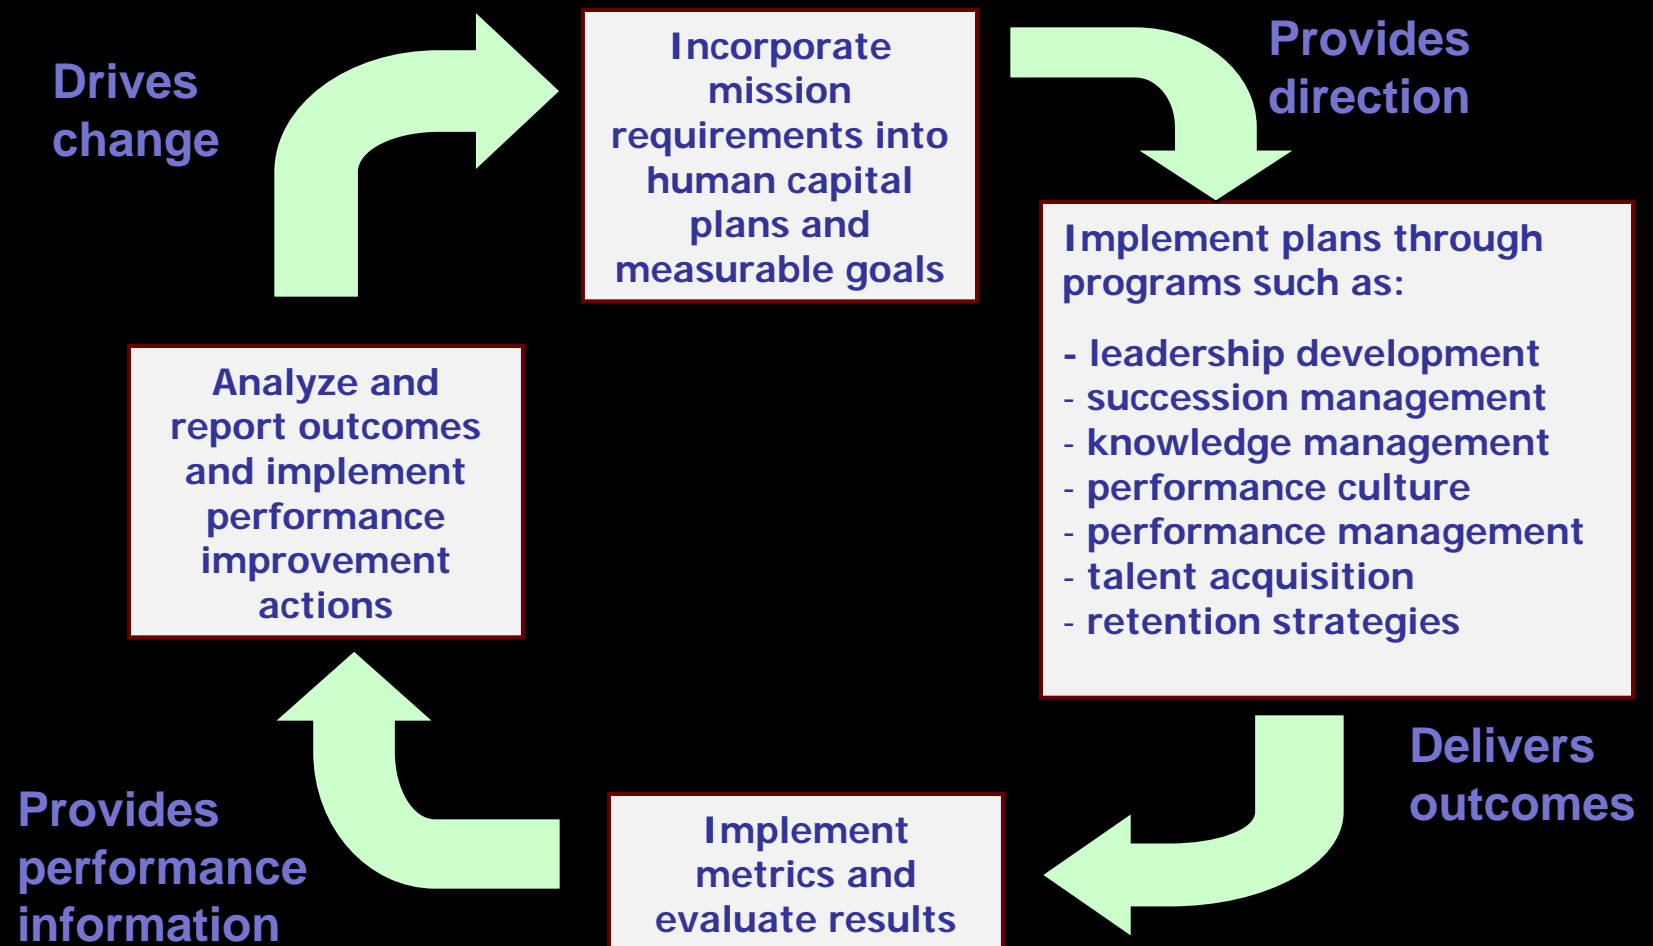 Drives
change
Incorporate
mission
requirements into
human capital
plans and
measurable goals
Provides
direction
Implement plans through
programs such as:
- leadership development
- succession management
- knowledge management
- performance culture
- performance management
- talent acquisition
- retention strategies
Analyze and
report outcomes
and implement
performance
improvement
actions
Delivers
outcomes
Provides
performance
information
Implement
metrics and
evaluate results